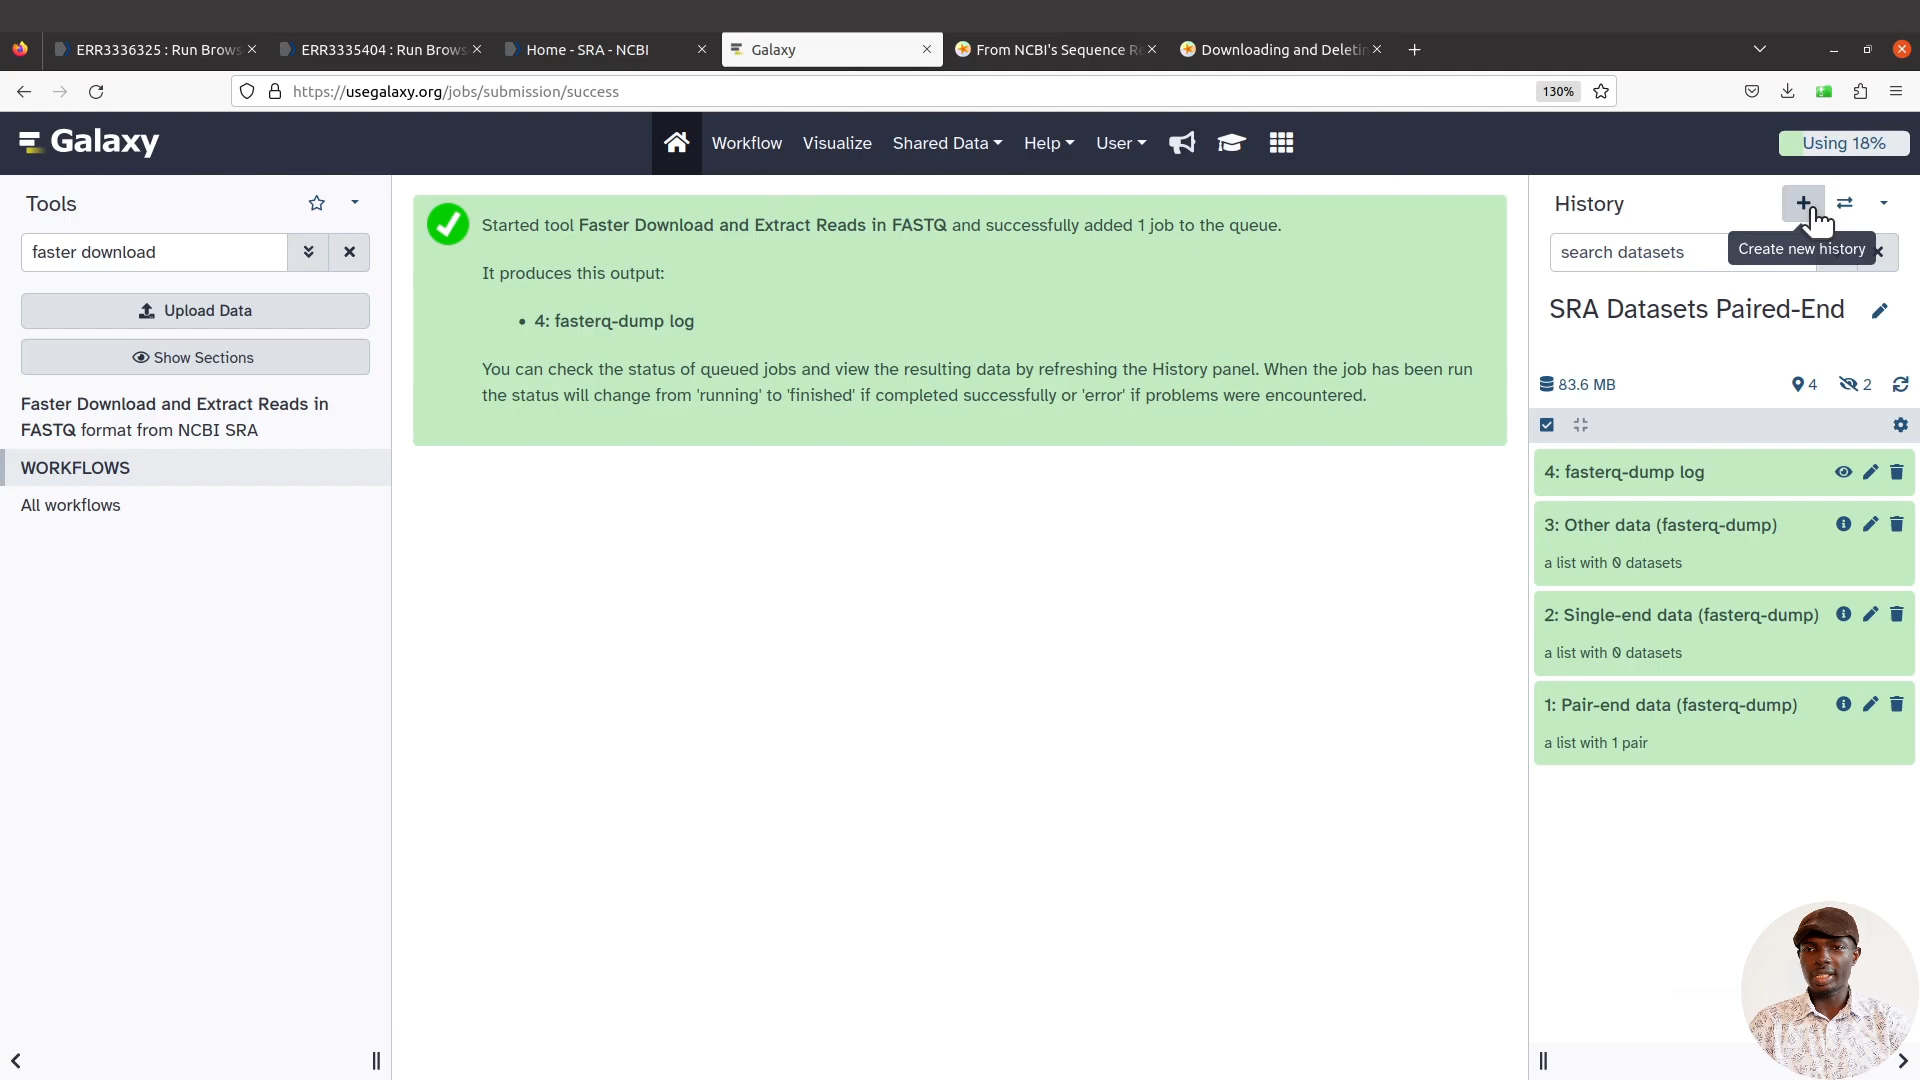 ERR3336325 : Run Brows
ERR3335404 : Run Brows
Home - SRA - NCBI
Galaxy
From NCBI's Sequence Re
Downloading and Deletin
https://usegalaxy.org/jobs/submission/success
130%
Galaxy
Workflow
Visualize
Shared Data
Help
User
Using 18%
Tools
faster download
Upload Data
Show Sections
Faster Download and Extract Reads in
FASTQ format from NCBI SRA
WORKFLOWS
All workflows
Started tool Faster Download and Extract Reads in FASTQ and successfully added 1 job to the queue.
It produces this output:
• 4: fasterq-dump log
You can check the status of queued jobs and view the resulting data by refreshing the History panel. When the job has been run
the status will change from 'running' to 'finished' if completed successfully or 'error' if problems were encountered.
History
Create new history
search datasets
SRA Datasets Paired-End
83.6 MB
4
2
4: fasterq-dump log
3: Other data (fasterq-dump)
a list with 0 datasets
2: Single-end data (fasterq-dump)
a list with 0 datasets
1: Pair-end data (fasterq-dump)
a list with 1 pair